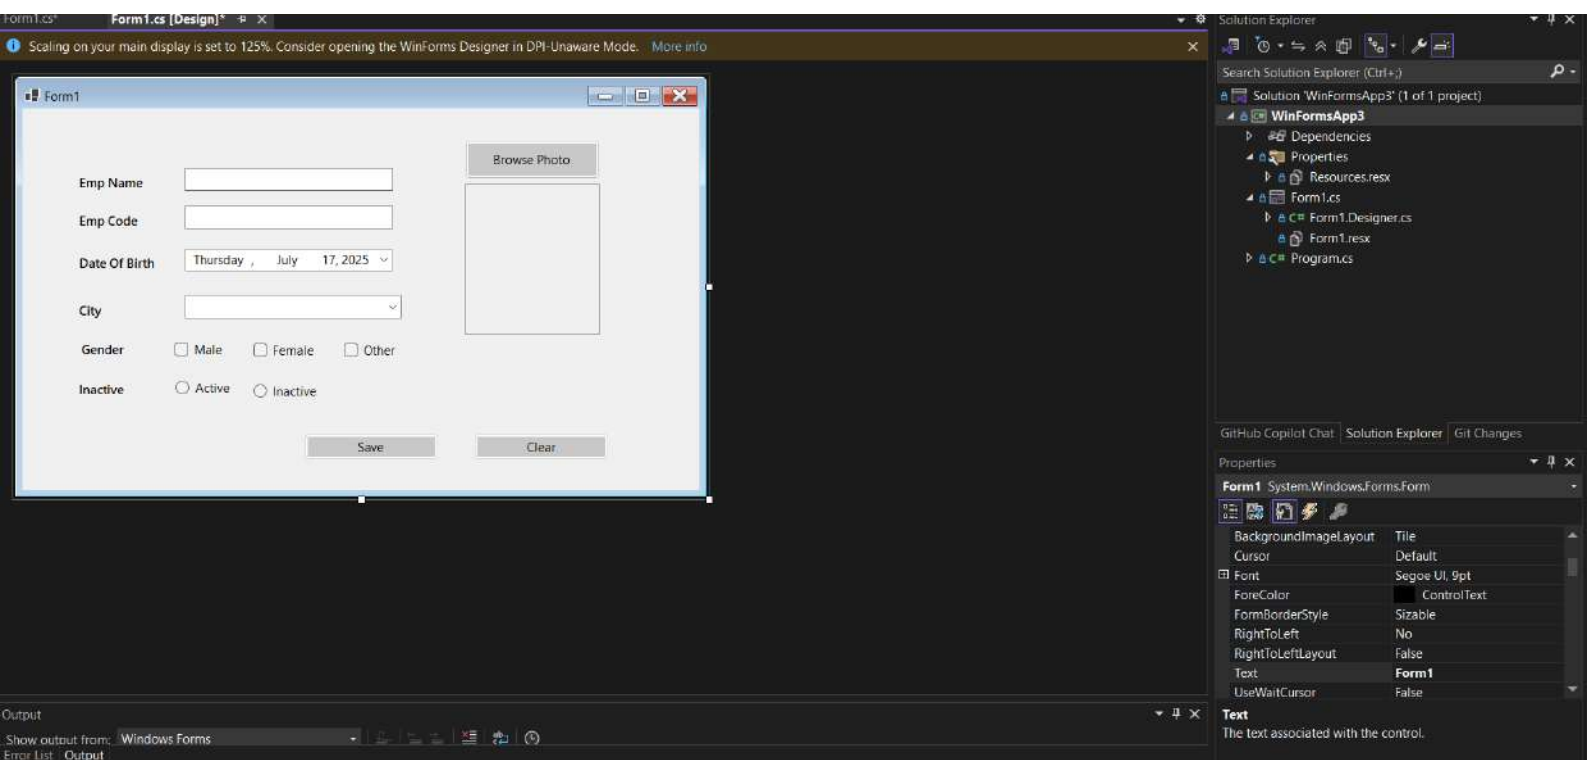 Form1.cs*
Form1.cs [Design]*
Scaling on your main display is set to 125%. Consider opening the WinForms Designer in DPI-Unaware Mode. More info
Form1
Browse Photo
Emp Name
Emp Code
Date Of Birth
Thursday , July 17, 2025
City
Gender
Male
Female
Other
Inactive
Active
Inactive
Save
Clear
Output
Show output from: Windows Forms
Error List
Output
Solution Explorer
Search Solution Explorer (Ctrl+;)
Solution 'WinFormsApp3' (1 of 1 project)
C# WinFormsApp3
Dependencies
Properties
Resources.resx
Form1.cs
C# Form1.Designer.cs
Form1.resx
C# Program.cs
GitHub Copilot Chat
Solution Explorer
Git Changes
Properties
Form1 System.Windows.Forms.Form
BackgroundImageLayout Tile
Cursor Default
Font Segoe UI, 9pt
ForeColor ControlText
FormBorderStyle Sizable
RightToLeft No
RightToLeftLayout False
Text Form1
UseWaitCursor False
Text
The text associated with the control.